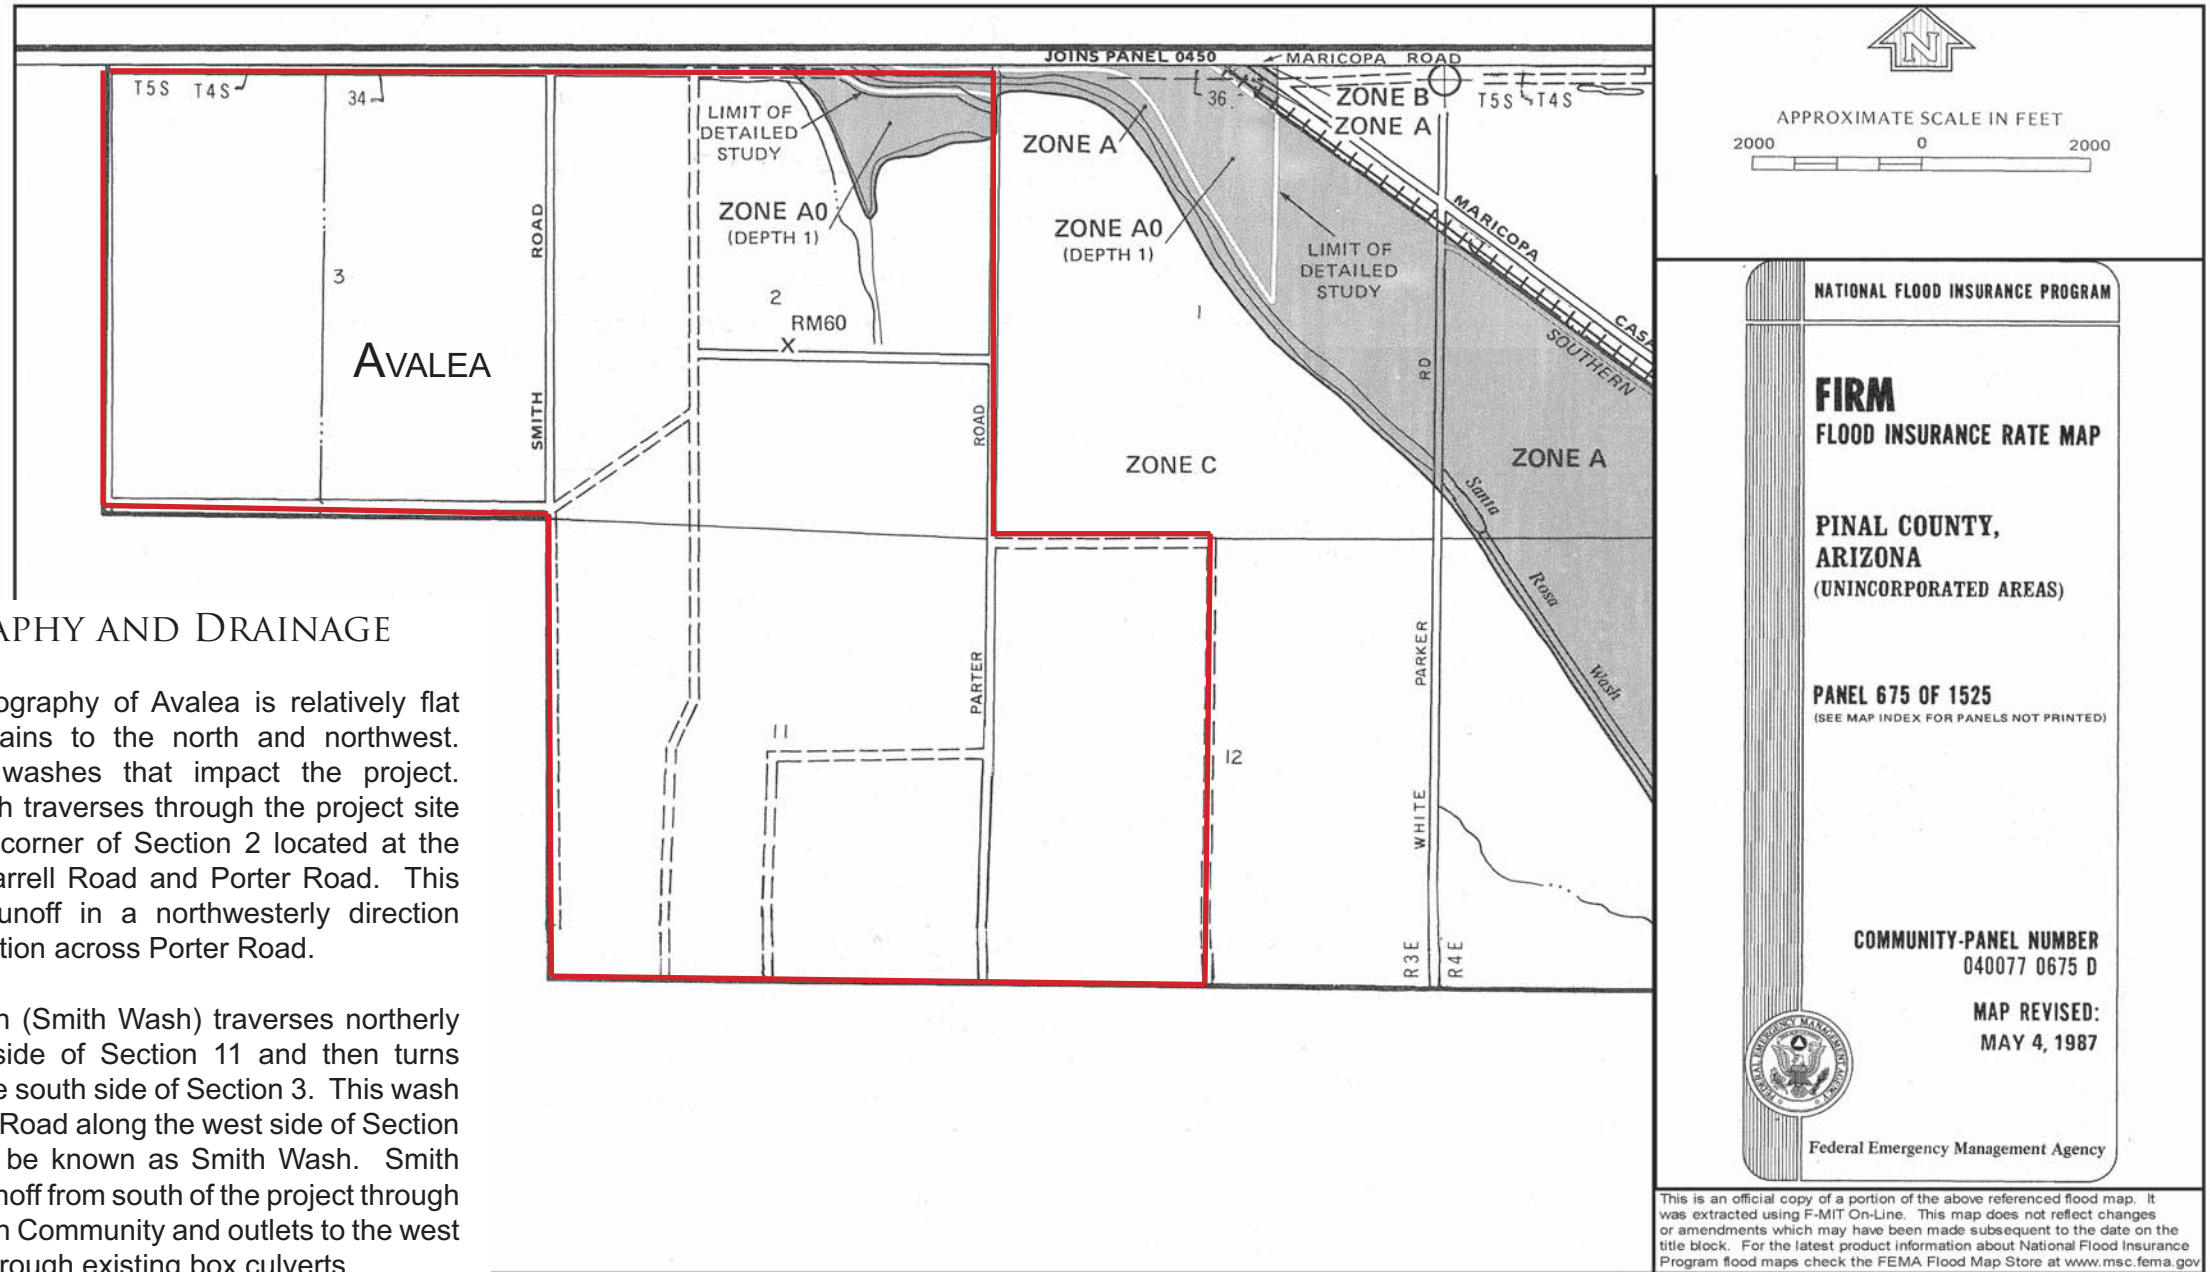 JOINS PANEL 0450
MARICOPA ROAD
T5S T4S
34
36
ZONE B
ZONE A
T5S T4S
LIMIT OF
DETAILED
STUDY
ZONE A
ZONE A0
(DEPTH 1)
ZONE A0
(DEPTH 1)
LIMIT OF
DETAILED
STUDY
MARICOPA
CASA
SOUTHERN
3
2
RM60
X
1
AVALEA
SMITH ROAD
ROAD
RD
ZONE C
ZONE A
Santa
Rosa
Wash
PARTER
PARKER
WHITE
11
12
R3E
R4E
APHY AND DRAINAGE
ography of Avalea is relatively flat
ains to the north and northwest.
washes that impact the project.
h traverses through the project site
corner of Section 2 located at the
arrell Road and Porter Road. This
unoff in a northwesterly direction
tion across Porter Road.
h (Smith Wash) traverses northerly
side of Section 11 and then turns
e south side of Section 3. This wash
Road along the west side of Section
be known as Smith Wash. Smith
noff from south of the project through
n Community and outlets to the west
rough existing box culverts
N
APPROXIMATE SCALE IN FEET
2000 0 2000
NATIONAL FLOOD INSURANCE PROGRAM
FIRM
FLOOD INSURANCE RATE MAP
PINAL COUNTY,
ARIZONA
(UNINCORPORATED AREAS)
PANEL 675 OF 1525
(SEE MAP INDEX FOR PANELS NOT PRINTED)
COMMUNITY-PANEL NUMBER
040077 0675 D
MAP REVISED:
MAY 4, 1987
FEDERAL EMERGENCY MANAGEMENT AGENCY
Federal Emergency Management Agency
This is an official copy of a portion of the above referenced flood map. It
was extracted using F-MIT On-Line. This map does not reflect changes
or amendments which may have been made subsequent to the date on the
title block. For the latest product information about National Flood Insurance
Program flood maps check the FEMA Flood Map Store at www.msc.fema.gov